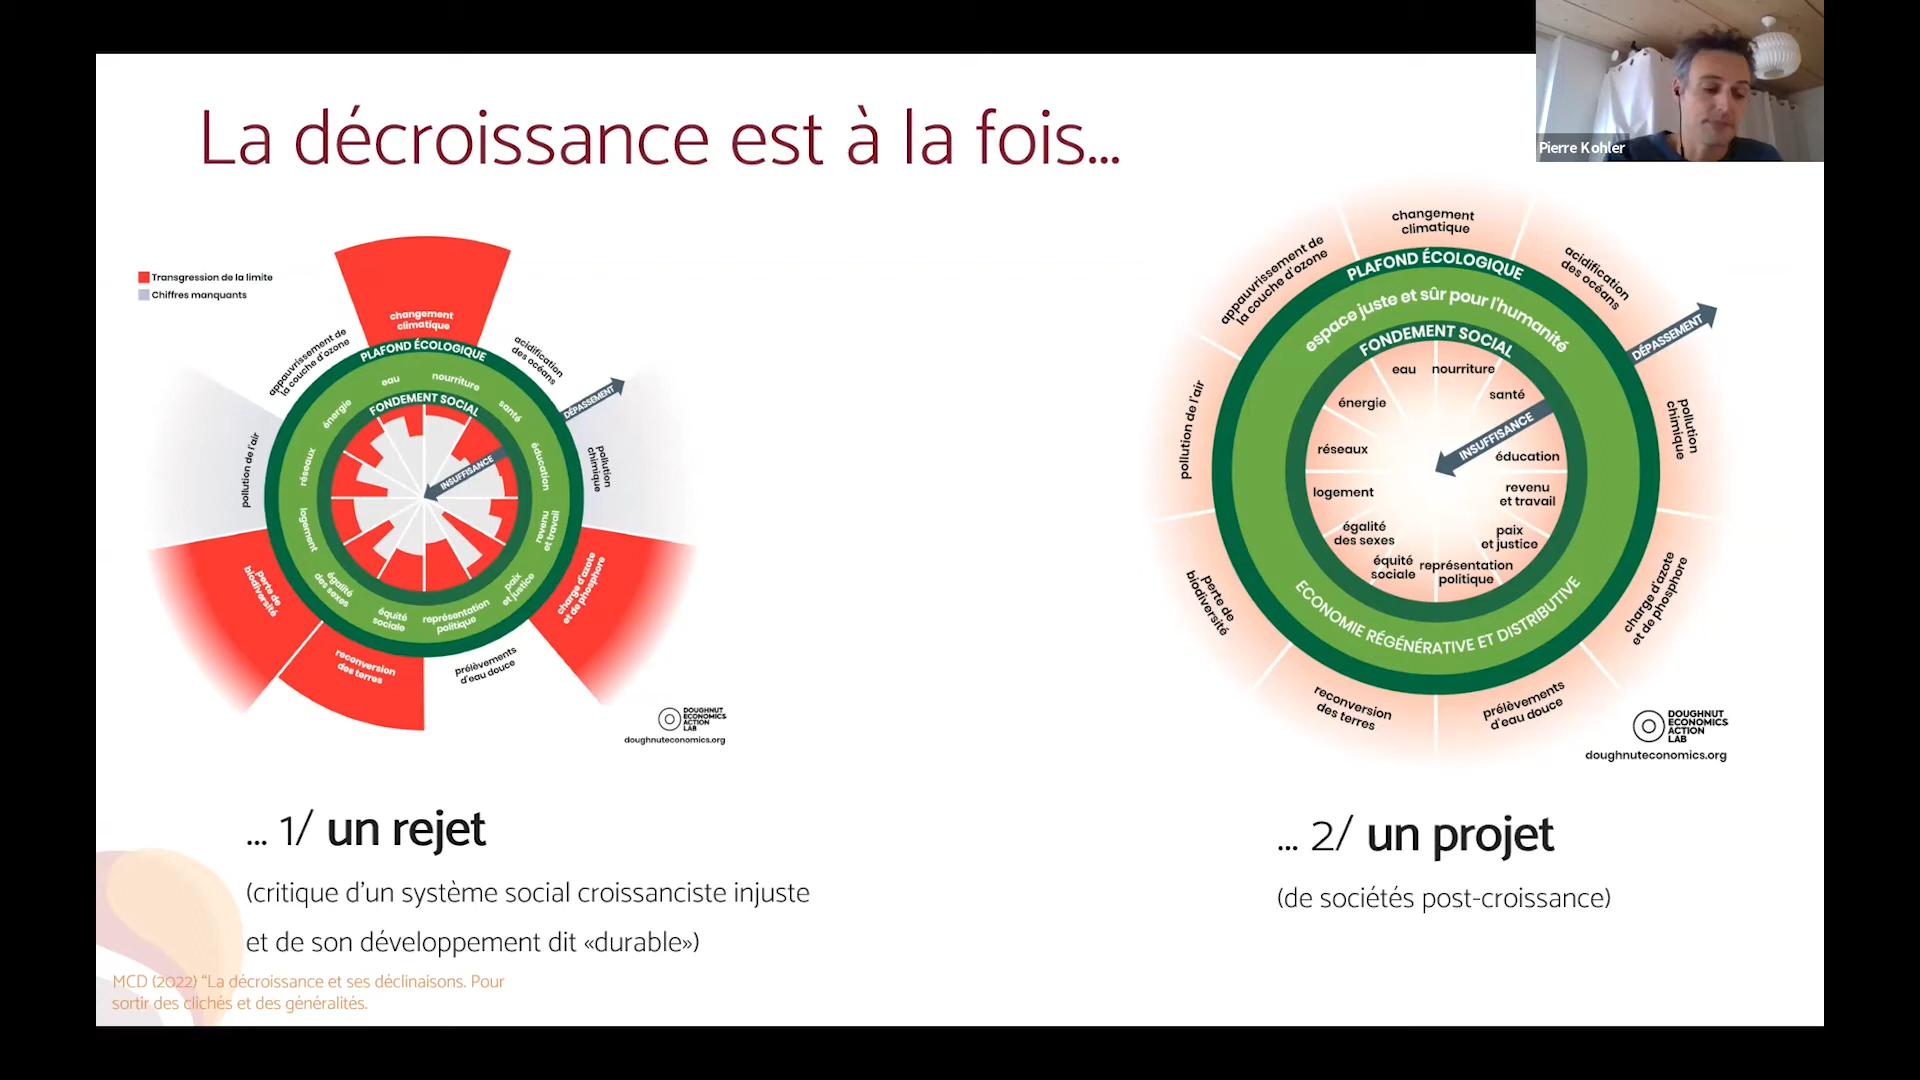 La décroissance est à la fois...
Pierre Kohler
Transgression de la limite
Chiffres manquants
changement
climatique
appauvrissement de
la couche d'ozone
acidification
des océans
PLAFOND ÉCOLOGIQUE
DÉPASSEMENT
eau
nourriture
énergie
FONDEMENT SOCIAL
santé
pollution de l'air
réseaux
INSUFFISANCE
éducation
pollution
chimique
logement
revenu
et travail
égalité
des sexes
paix
et justice
équité
sociale
représentation
politique
perte de
biodiversité
charge d'azote
et de phosphore
reconversion
des terres
prélèvements
d'eau douce
DOUGHNUT
ECONOMICS
ACTION
LAB
doughnuteconomics.org
changement
climatique
appauvrissement de
la couche d'ozone
acidification
des océans
PLAFOND ÉCOLOGIQUE
espace juste et sûr pour l'humanité
FONDEMENT SOCIAL
DÉPASSEMENT
eau
nourriture
énergie
santé
pollution de l'air
réseaux
INSUFFISANCE
éducation
pollution
chimique
logement
revenu
et travail
égalité
des sexes
paix
et justice
équité
sociale
représentation
politique
ECONOMIE RÉGÉNÉRATIVE ET DISTRIBUTIVE
perte de
biodiversité
charge d'azote
et de phosphore
reconversion
des terres
prélèvements
d'eau douce
DOUGHNUT
ECONOMICS
ACTION
LAB
doughnuteconomics.org
... 1/ un rejet
(critique d'un système social croissanciste injuste
et de son développement dit «durable»)
... 2/ un projet
(de sociétés post-croissance)
MCD (2022) “La décroissance et ses déclinaisons. Pour
sortir des clichés et des généralités.